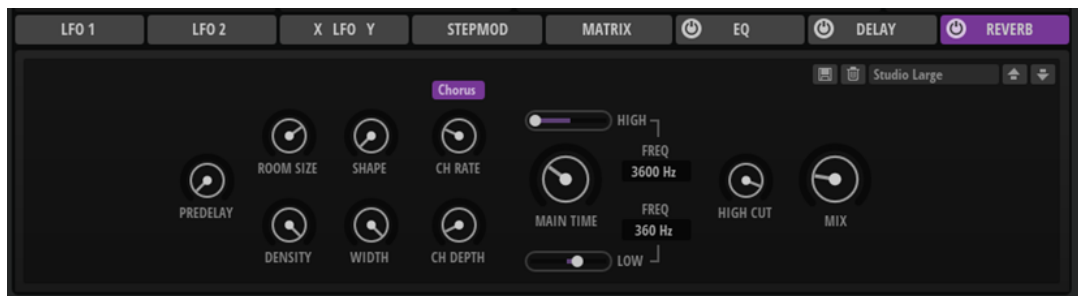 LFO 1
LFO 2
X LFO Y
STEPMOD
MATRIX
EQ
DELAY
REVERB
Studio Large
Chorus
ROOM SIZE
SHAPE
CH RATE
HIGH
FREQ
3600 Hz
PREDELAY
MAIN TIME
FREQ
360 Hz
HIGH CUT
MIX
DENSITY
WIDTH
CH DEPTH
LOW